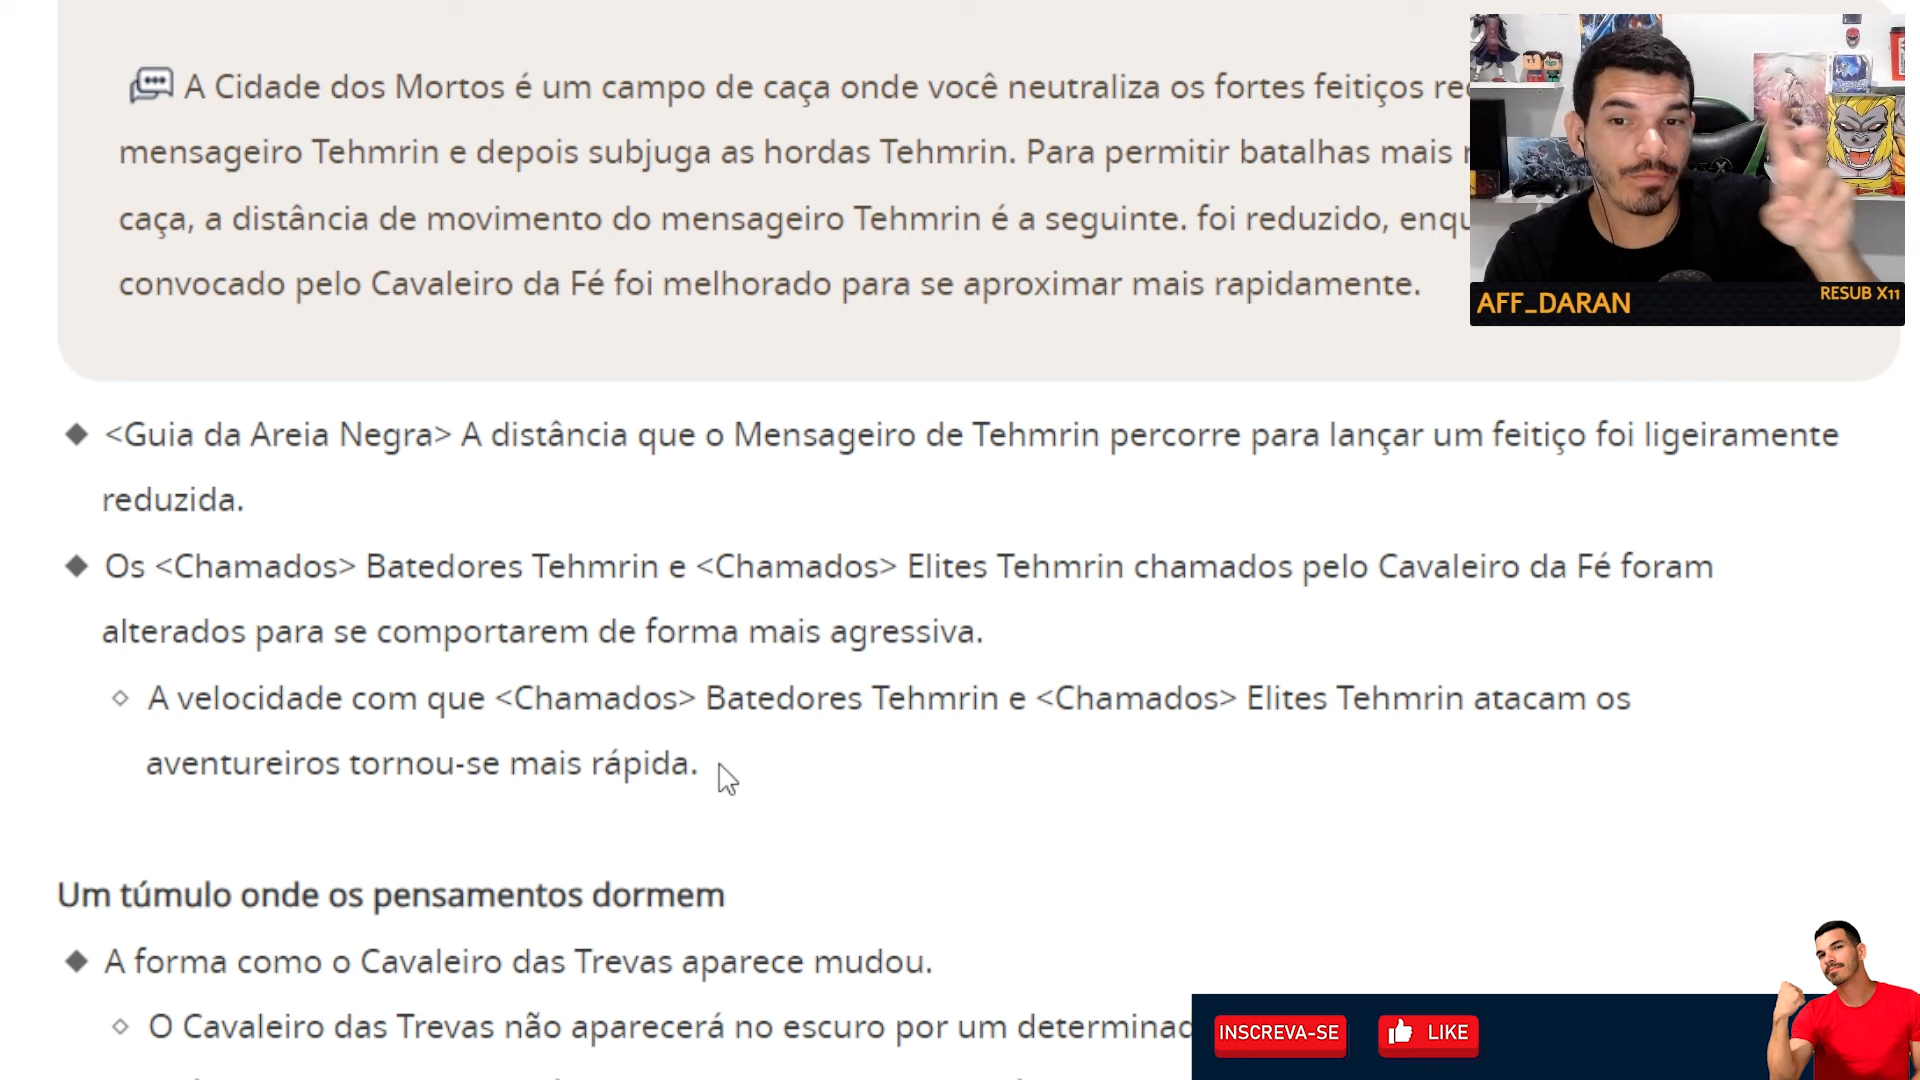 A Cidade dos Mortos é um campo de caça onde você neutraliza os fortes feitiços
mensageiro Tehmrin e depois subjuga as hordas Tehmrin. Para permitir batalhas mais
caça, a distância de movimento do mensageiro Tehmrin é a seguinte. foi reduzido,
convocado pelo Cavaleiro da Fé foi melhorado para se aproximar mais rapidamente.
AFF_DARAN
RESUB X11
<Guia da Areia Negra> A distância que o Mensageiro de Tehmrin percorre para lançar um feitiço foi ligeiramente
reduzida.
Os <Chamados> Batedores Tehmrin e <Chamados> Elites Tehmrin chamados pelo Cavaleiro da Fé foram
alterados para se comportarem de forma mais agressiva.
A velocidade com que <Chamados> Batedores Tehmrin e <Chamados> Elites Tehmrin atacam os
aventureiros tornou-se mais rápida.
Um túmulo onde os pensamentos dormem
A forma como o Cavaleiro das Trevas aparece mudou.
O Cavaleiro das Trevas não aparecerá no escuro por um
INSCREVA-SE
LIKE